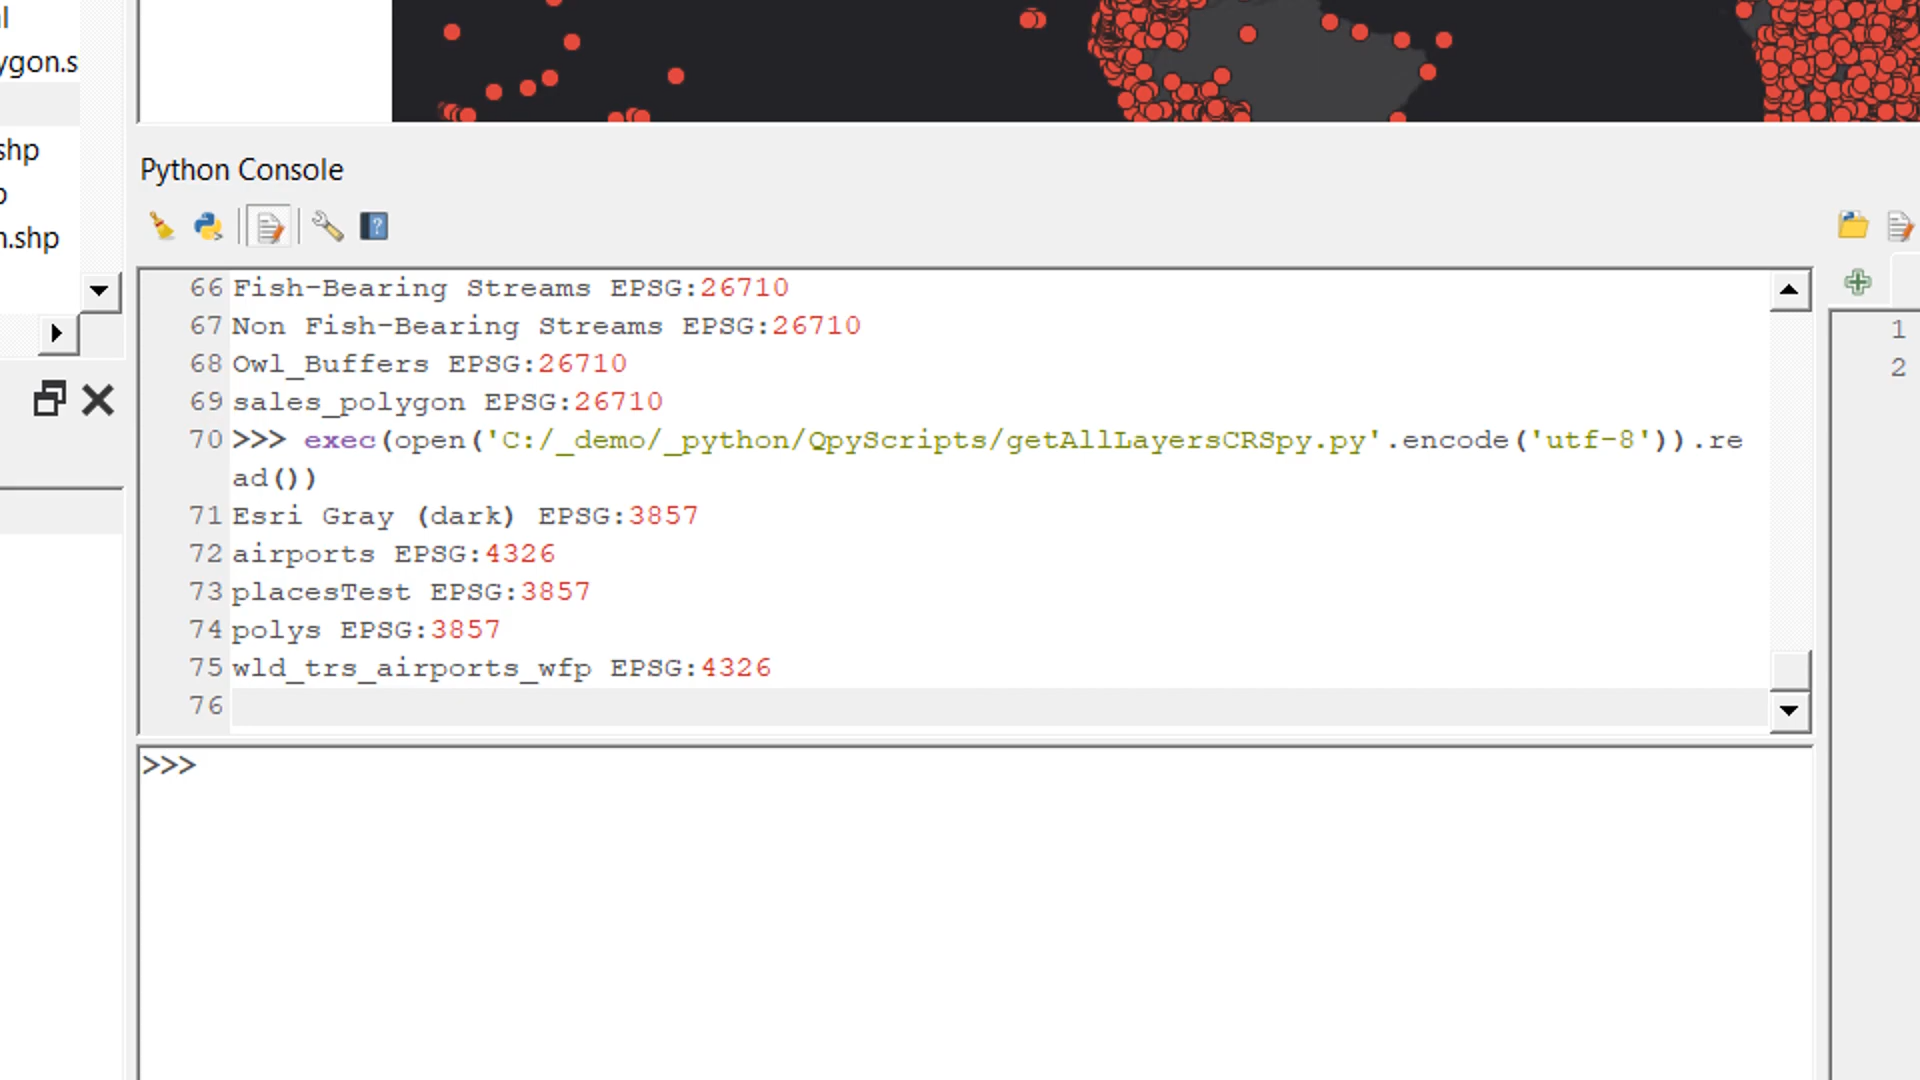 l
ygon.s
shp
n.shp
Python Console
66 Fish-Bearing Streams EPSG:26710
67 Non Fish-Bearing Streams EPSG:26710
68 Owl_Buffers EPSG:26710
69 sales_polygon EPSG:26710
70 >>> exec(open('C:/_demo/_python/QpyScripts/getAllLayersCRSpy.py'.encode('utf-8')).re
ad())
71 Esri Gray (dark) EPSG:3857
72 airports EPSG:4326
73 placesTest EPSG:3857
74 polys EPSG:3857
75 wld_trs_airports_wfp EPSG:4326
76
>>>
1
2